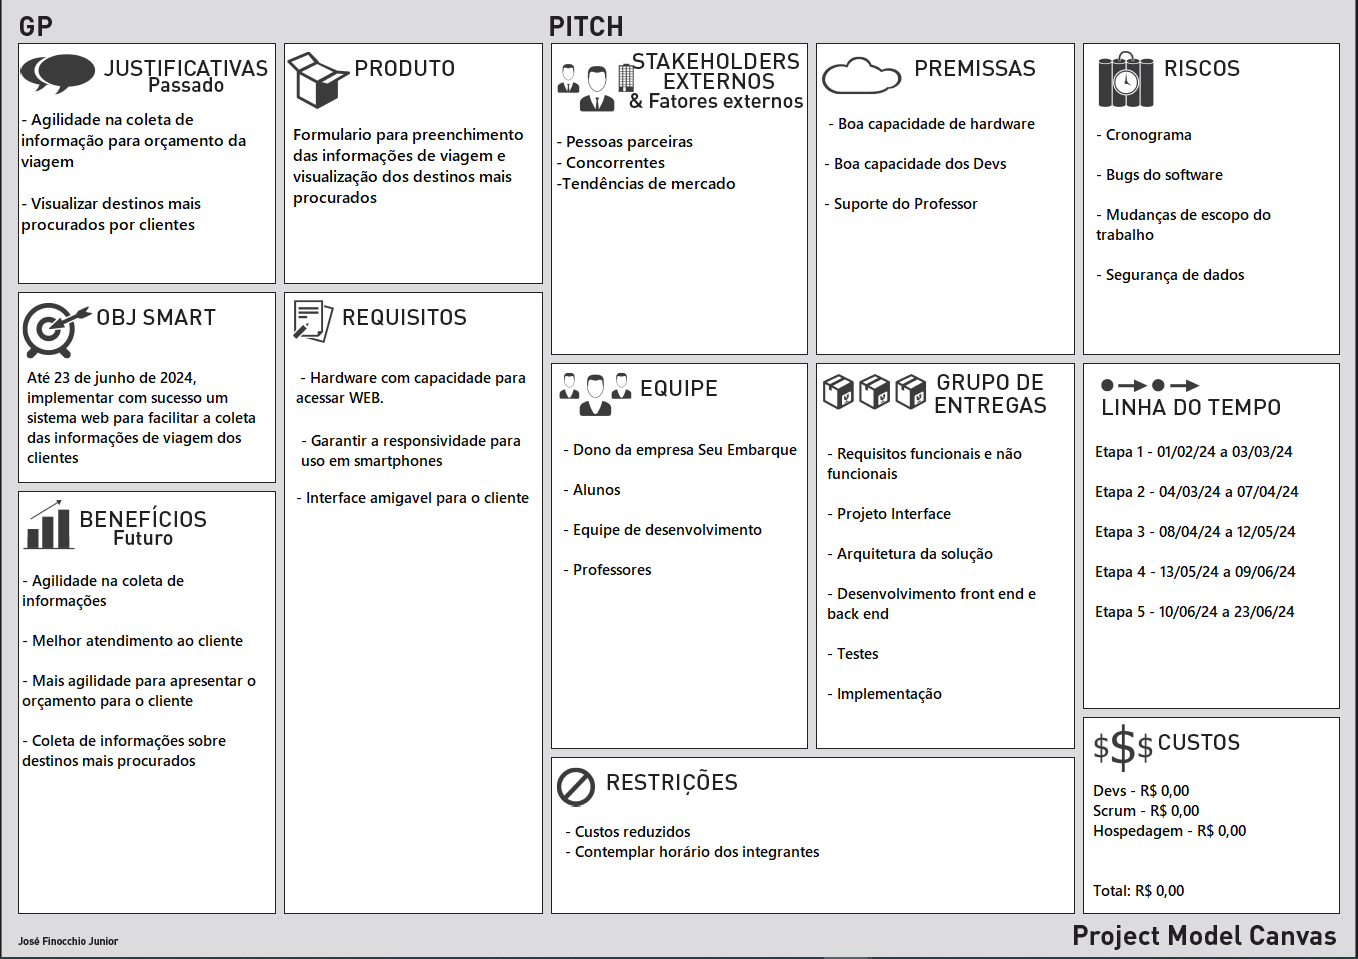 GP
PITCH
JUSTIFICATIVAS
Passado
- Agilidade na coleta de
informação para orçamento da
viagem
- Visualizar destinos mais
procurados por clientes
PRODUTO
Formulario para preenchimento
das informações de viagem e
visualização dos destinos mais
procurados
STAKEHOLDERS
EXTERNOS
& Fatores externos
- Pessoas parceiras
- Concorrentes
-Tendências de mercado
PREMISSAS
- Boa capacidade de hardware
- Boa capacidade dos Devs
- Suporte do Professor
RISCOS
- Cronograma
- Bugs do software
- Mudanças de escopo do
trabalho
- Segurança de dados
OBJ SMART
Até 23 de junho de 2024,
implementar com sucesso um
sistema web para facilitar a coleta
das informações de viagem dos
clientes
REQUISITOS
- Hardware com capacidade para
acessar WEB.
- Garantir a responsividade para
uso em smartphones
- Interface amigavel para o cliente
EQUIPE
- Dono da empresa Seu Embarque
- Alunos
- Equipe de desenvolvimento
- Professores
GRUPO DE
ENTREGAS
- Requisitos funcionais e não
funcionais
- Projeto Interface
- Arquitetura da solução
- Desenvolvimento front end e
back end
- Testes
- Implementação
LINHA DO TEMPO
Etapa 1 - 01/02/24 a 03/03/24
Etapa 2 - 04/03/24 a 07/04/24
Etapa 3 - 08/04/24 a 12/05/24
Etapa 4 - 13/05/24 a 09/06/24
Etapa 5 - 10/06/24 a 23/06/24
BENEFÍCIOS
Futuro
- Agilidade na coleta de
informações
- Melhor atendimento ao cliente
- Mais agilidade para apresentar o
orçamento para o cliente
- Coleta de informações sobre
destinos mais procurados
RESTRIÇÕES
- Custos reduzidos
- Contemplar horário dos integrantes
$$$ CUSTOS
Devs - R$ 0,00
Scrum - R$ 0,00
Hospedagem - R$ 0,00
Total: R$ 0,00
José Finocchio Junior
Project Model Canvas